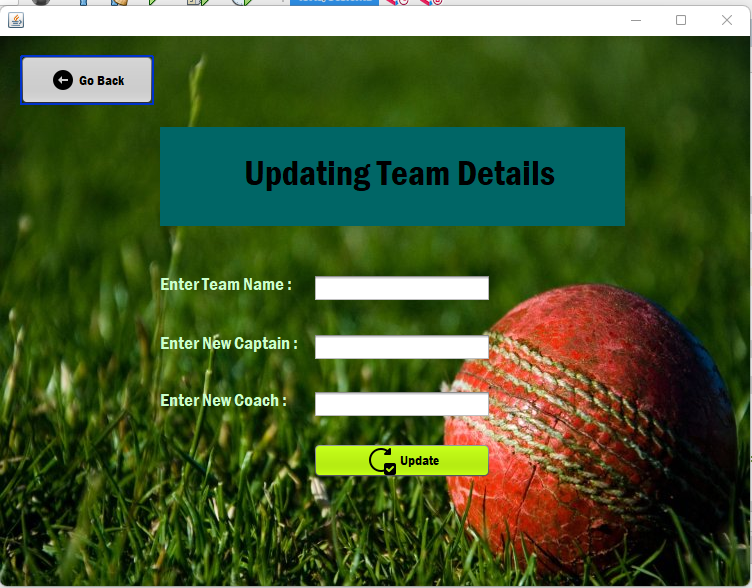 Go Back
Updating Team Details
Enter Team Name :
Enter New Captain :
Enter New Coach :
Update